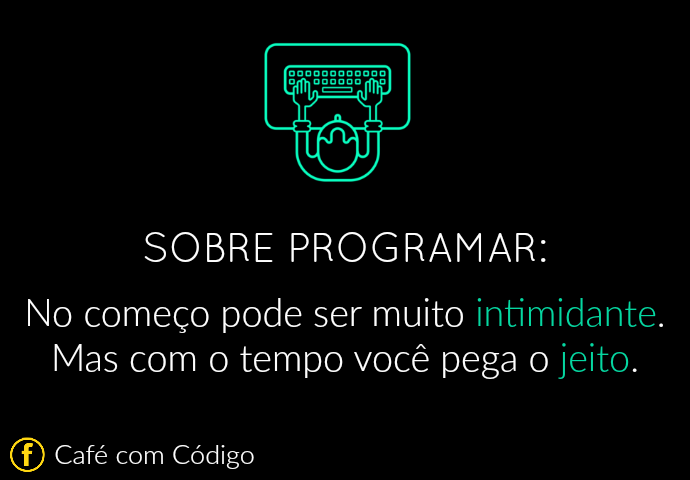 SOBRE PROGRAMAR:
No começo pode ser muito intimidante.
Mas com o tempo você pega o jeito.
f Café com Código